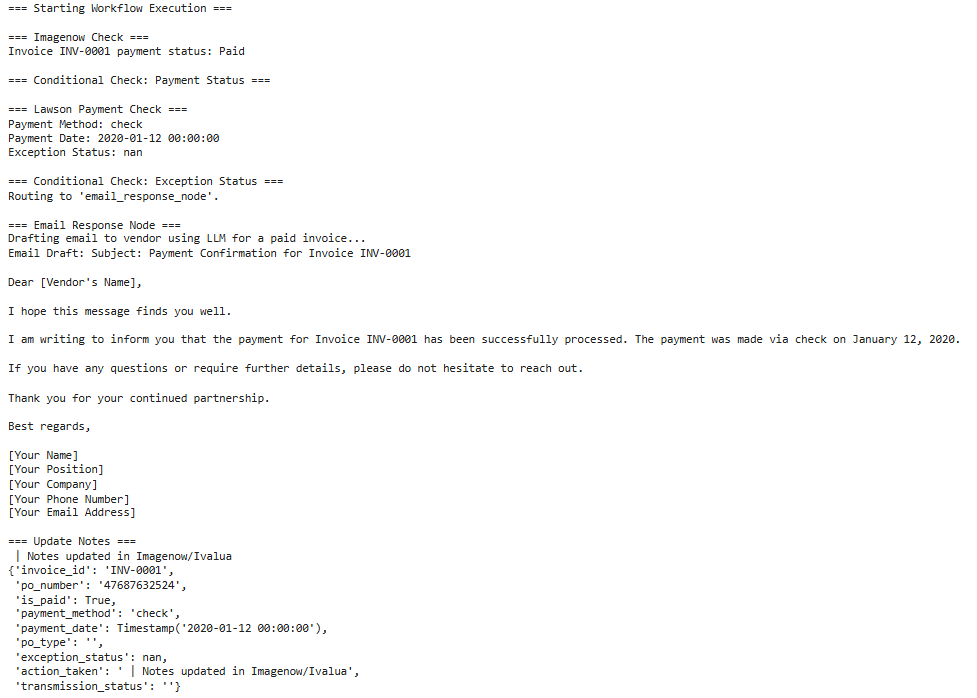 === Starting Workflow Execution ===
=== Imagenow Check ===
Invoice INV-0001 payment status: Paid
=== Conditional Check: Payment Status ===
=== Lawson Payment Check ===
Payment Method: check
Payment Date: 2020-01-12 00:00:00
Exception Status: nan
=== Conditional Check: Exception Status ===
Routing to 'email_response_node'.
=== Email Response Node ===
Drafting email to vendor using LLM for a paid invoice...
Email Draft: Subject: Payment Confirmation for Invoice INV-0001
Dear [Vendor's Name],
I hope this message finds you well.
I am writing to inform you that the payment for Invoice INV-0001 has been successfully processed. The payment was made via check on January 12, 2020.
If you have any questions or require further details, please do not hesitate to reach out.
Thank you for your continued partnership.
Best regards,
[Your Name]
[Your Position]
[Your Company]
[Your Phone Number]
[Your Email Address]
=== Update Notes ===
 | Notes updated in Imagenow/Ivalua
{'invoice_id': 'INV-0001',
 'po_number': '47687632524',
 'is_paid': True,
 'payment_method': 'check',
 'payment_date': Timestamp('2020-01-12 00:00:00'),
 'po_type': '',
 'exception_status': nan,
 'action_taken': ' | Notes updated in Imagenow/Ivalua',
 'transmission_status': ''}